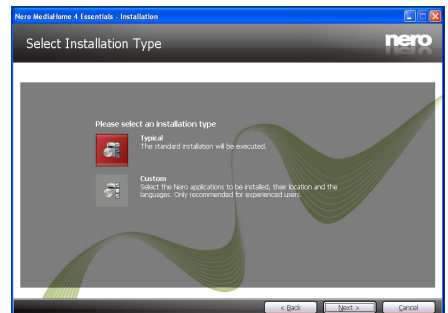 Nero MediaHome 4 Essentials - Installation
Select Installation Type
nero
Please select an installation type
Typical
The standard installation will be executed.
Custom
Select the Nero applications to be installed, their location and the
languages. Only recommended for experienced users.
< Back
Next >
Cancel